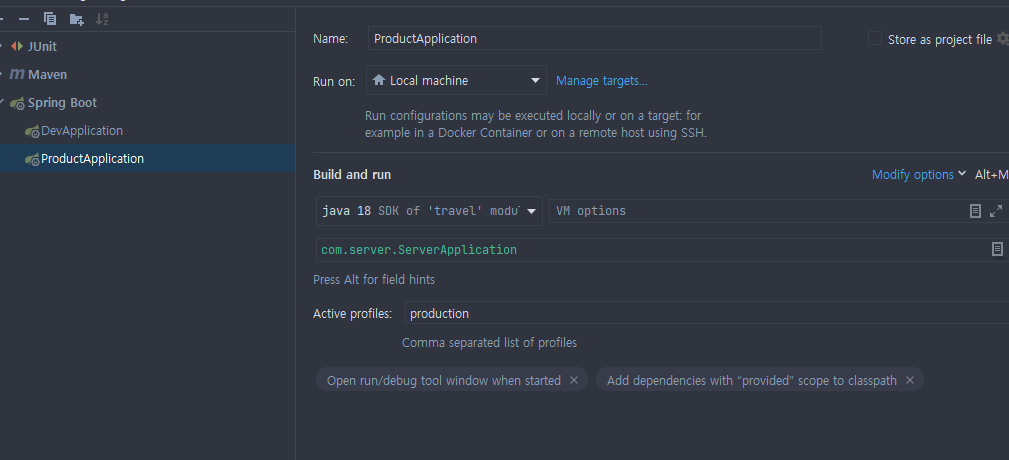 JUnit
Maven
Spring Boot
DevApplication
ProductApplication
Name: ProductApplication
Store as project file
Run on: Local machine Manage targets...
Run configurations may be executed locally or on a target: for
example in a Docker Container or on a remote host using SSH.
Build and run Modify options Alt+M
java 18 SDK of 'travel' modu VM options
com.server.ServerApplication
Press Alt for field hints
Active profiles: production
Comma separated list of profiles
Open run/debug tool window when started × Add dependencies with "provided" scope to classpath ×